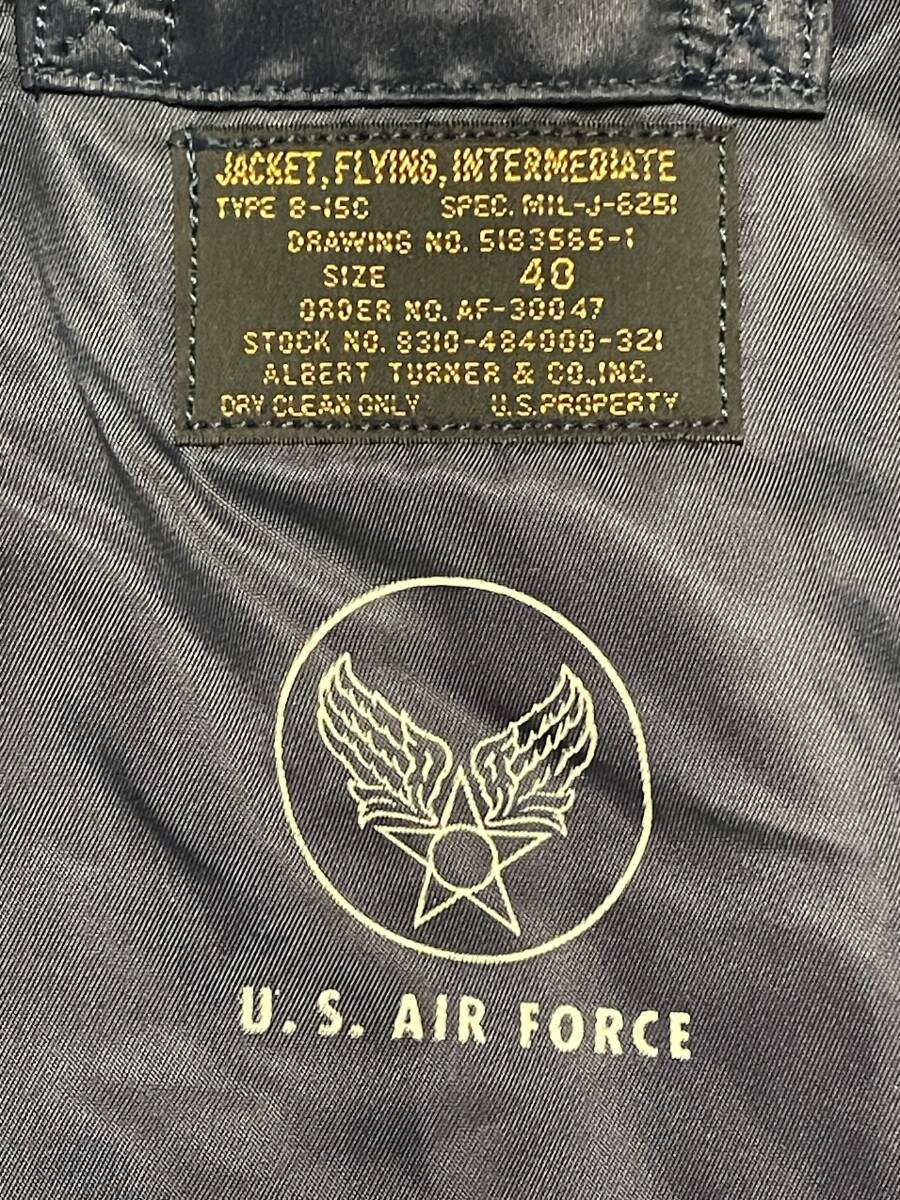 JACKET, FLYING, INTERMEDIATE
TYPE B-15C SPEC. MIL-J-6251
DRAWING NO. 5183565-1
SIZE 40
ORDER NO. AF-30047
STOCK NO. 8310-484000-321
ALBERT TURNER & CO., INC.
DRY CLEAN ONLY U.S. PROPERTY
U.S. AIR FORCE